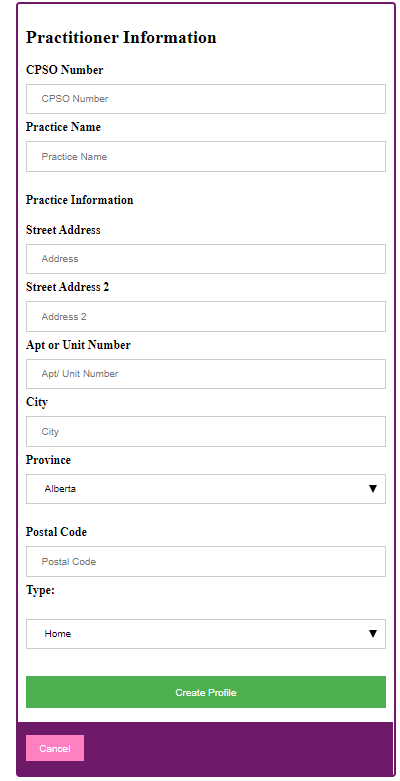 Practitioner Information
CPSO Number
CPSO Number
Practice Name
Practice Name
Practice Information
Street Address
Address
Street Address 2
Address 2
Apt or Unit Number
Apt/ Unit Number
City
City
Province
Alberta
Postal Code
Postal Code
Type:
Home
Create Profile
Cancel